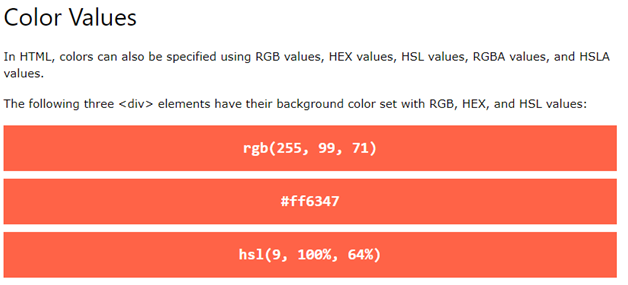 Color Values
In HTML, colors can also be specified using RGB values, HEX values, HSL values, RGBA values, and HSLA
values.
The following three <div> elements have their background color set with RGB, HEX, and HSL values:
rgb(255, 99, 71)
#ff6347
hsl(9, 100%, 64%)